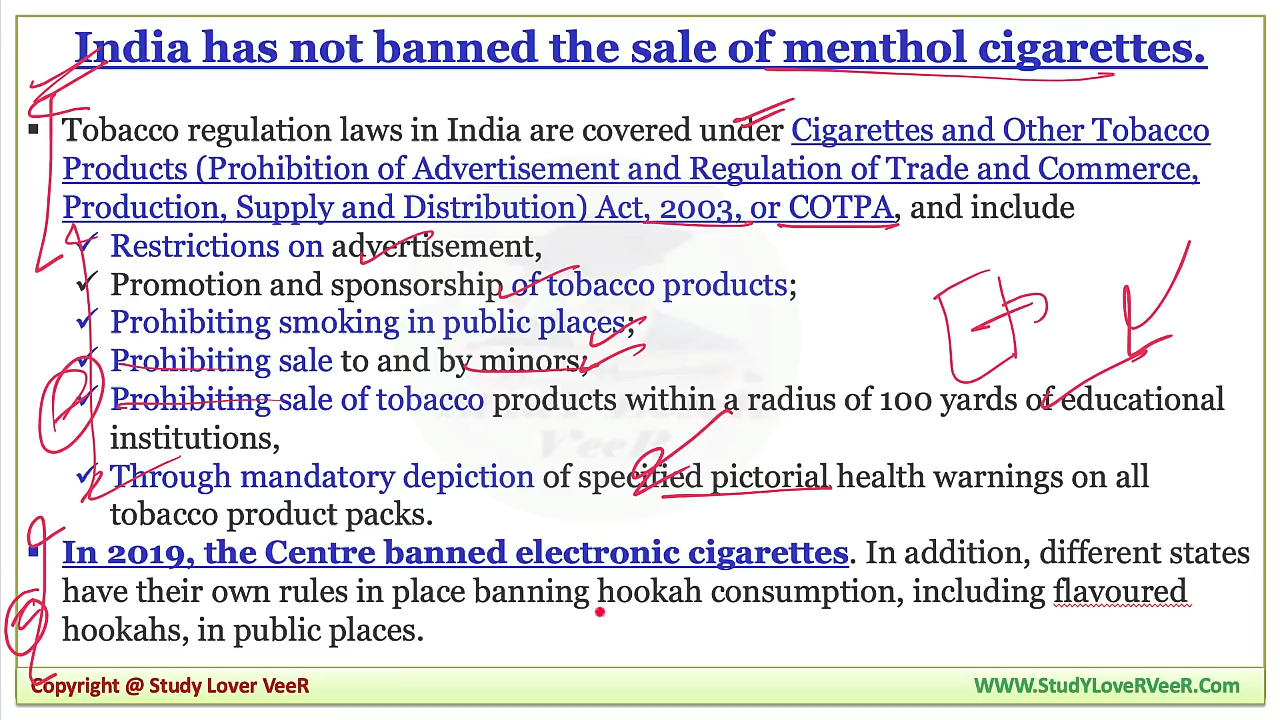 India has not banned the sale of menthol cigarettes.
▪ Tobacco regulation laws in India are covered under Cigarettes and Other Tobacco
Products (Prohibition of Advertisement and Regulation of Trade and Commerce,
Production, Supply and Distribution) Act, 2003, or COTPA, and include
✓ Restrictions on advertisement,
✓ Promotion and sponsorship of tobacco products;
✓ Prohibiting smoking in public places;
✓ Prohibiting sale to and by minors;
✓ Prohibiting sale of tobacco products within a radius of 100 yards of educational
institutions,
✓ Through mandatory depiction of specified pictorial health warnings on all
tobacco product packs.
▪ In 2019, the Centre banned electronic cigarettes. In addition, different states
have their own rules in place banning hookah consumption, including flavoured
hookahs, in public places.
VeeR
Copyright @ Study Lover VeeR
WWW.StudYLoveRVeeR.Com